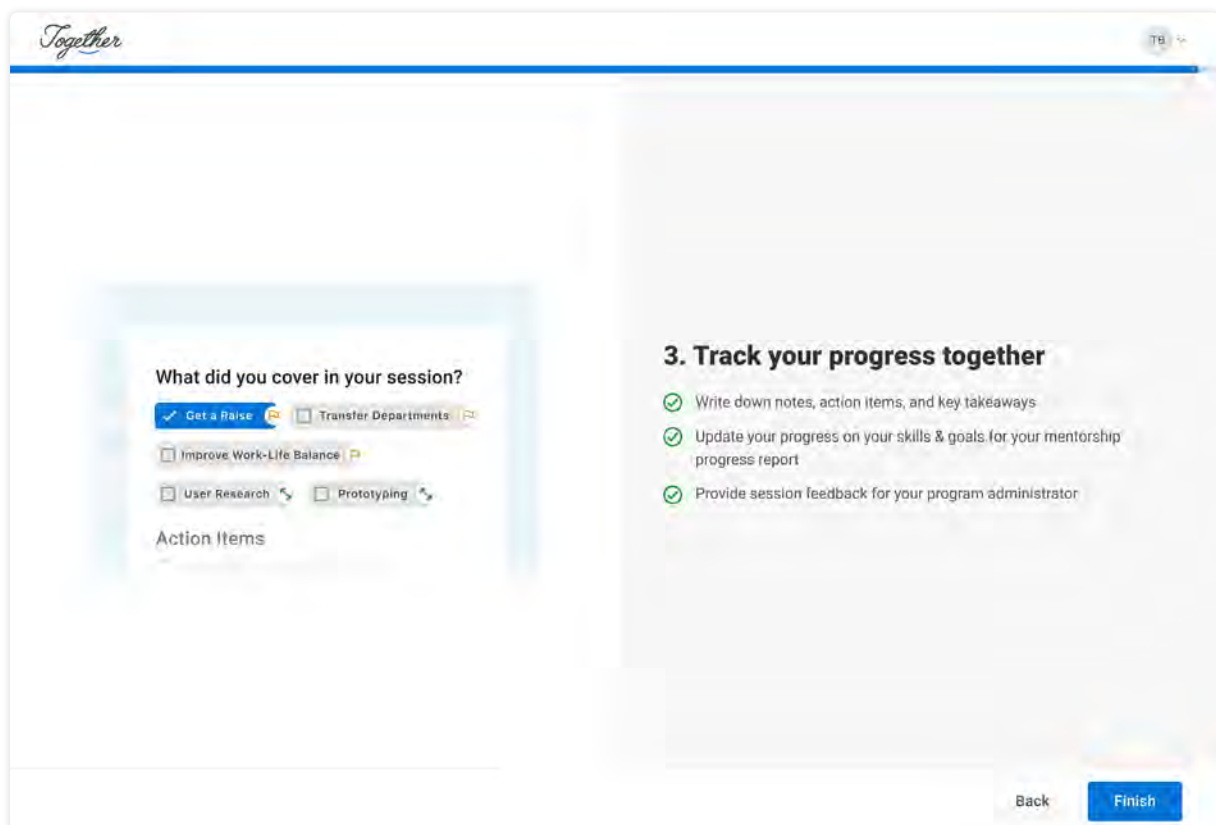 Together
TB
What did you cover in your session?
Get a Raise
Transfer Departments
Improve Work-Life Balance
User Research
Prototyping
Action Items
3. Track your progress together
Write down notes, action items, and key takeaways
Update your progress on your skills & goals for your mentorship
progress report
Provide session feedback for your program administrator
Back
Finish